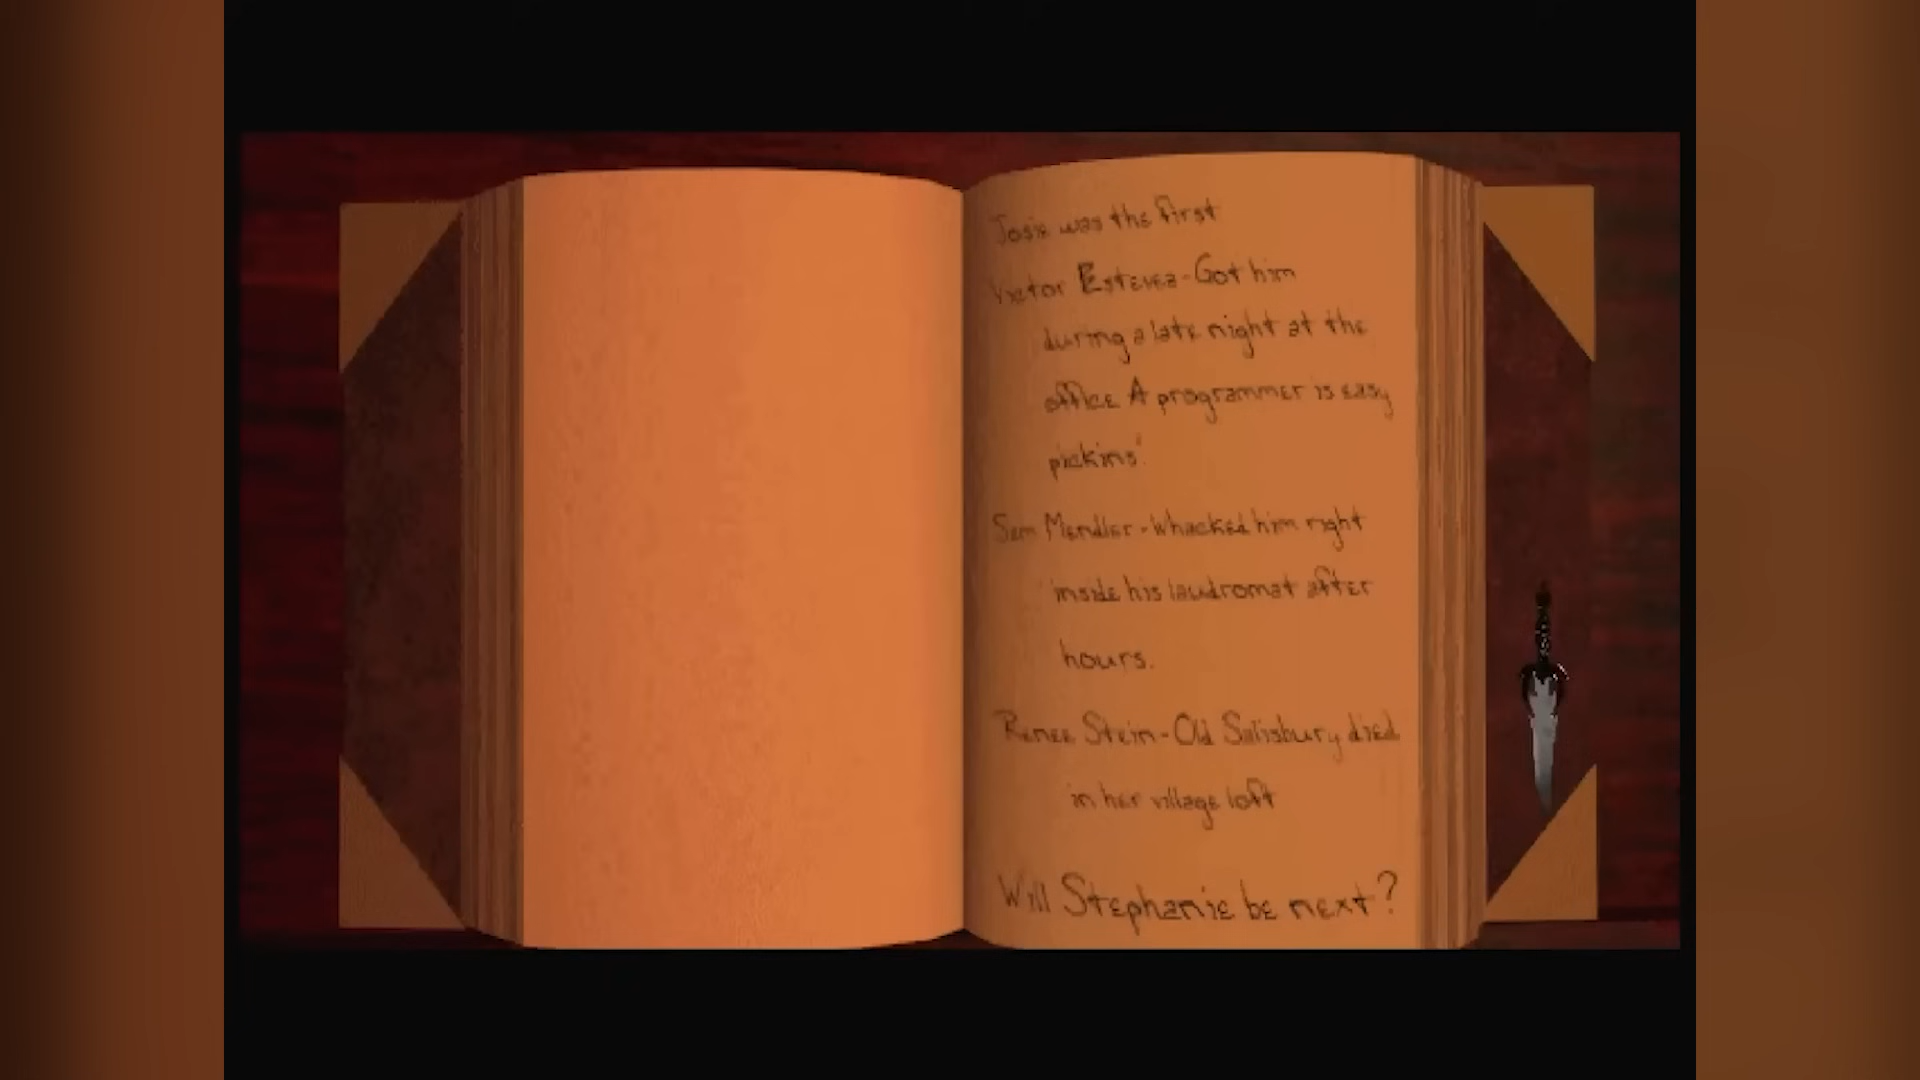 Josie was the first
Victor Estevez-Got him
during a late night at the
office A programmer is easy
pickins'.
Sam Mendler-Whacked him right
inside his laudromat after
hours.
Renee Stein-Old Salisbury died
in her village loft
Will Stephanie be next?